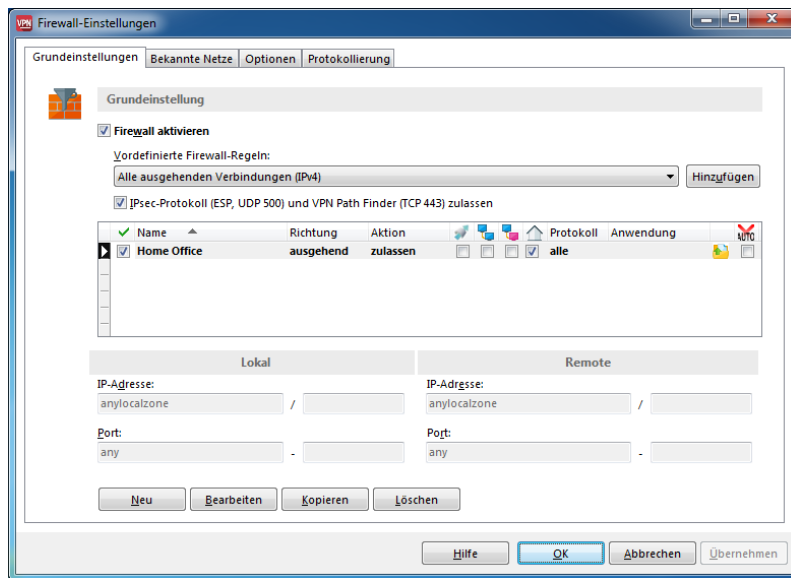 VPN Firewall-Einstellungen
Grundeinstellungen Bekannte Netze Optionen Protokollierung
Grundeinstellung
Firewall aktivieren
Vordefinierte Firewall-Regeln:
Alle ausgehenden Verbindungen (IPv4) Hinzufügen
IPsec-Protokoll (ESP, UDP 500) und VPN Path Finder (TCP 443) zulassen
Name Richtung Aktion Protokoll Anwendung AUTO
Home Office ausgehend zulassen alle
Lokal Remote
IP-Adresse: IP-Adresse:
anylocalzone / anylocalzone /
Port: Port:
any - any -
Neu Bearbeiten Kopieren Löschen
Hilfe OK Abbrechen Übernehmen